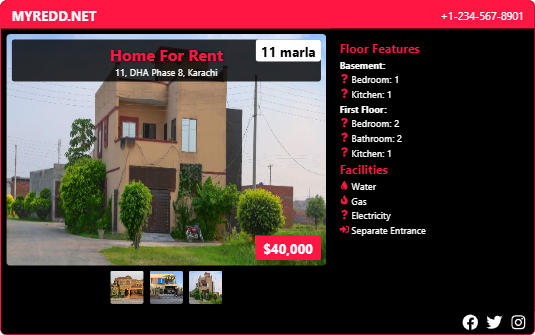 MYREDD.NET
+1-234-567-8901
Home For Rent
11 marla
11, DHA Phase 8, Karachi
$40,000
Floor Features
Basement:
? Bedroom: 1
? Kitchen: 1
First Floor:
? Bedroom: 2
? Bathroom: 2
? Kitchen: 1
Facilities
Water
Gas
? Electricity
Separate Entrance